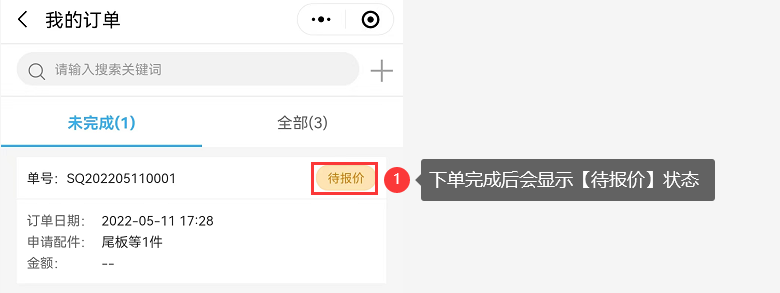 我的订单
请输入搜索关键词
未完成(1)
全部(3)
单号：SQ202205110001
待报价
1
下单完成后会显示【待报价】状态
订单日期：2022-05-11 17:28
申请配件：尾板等1件
金额：--